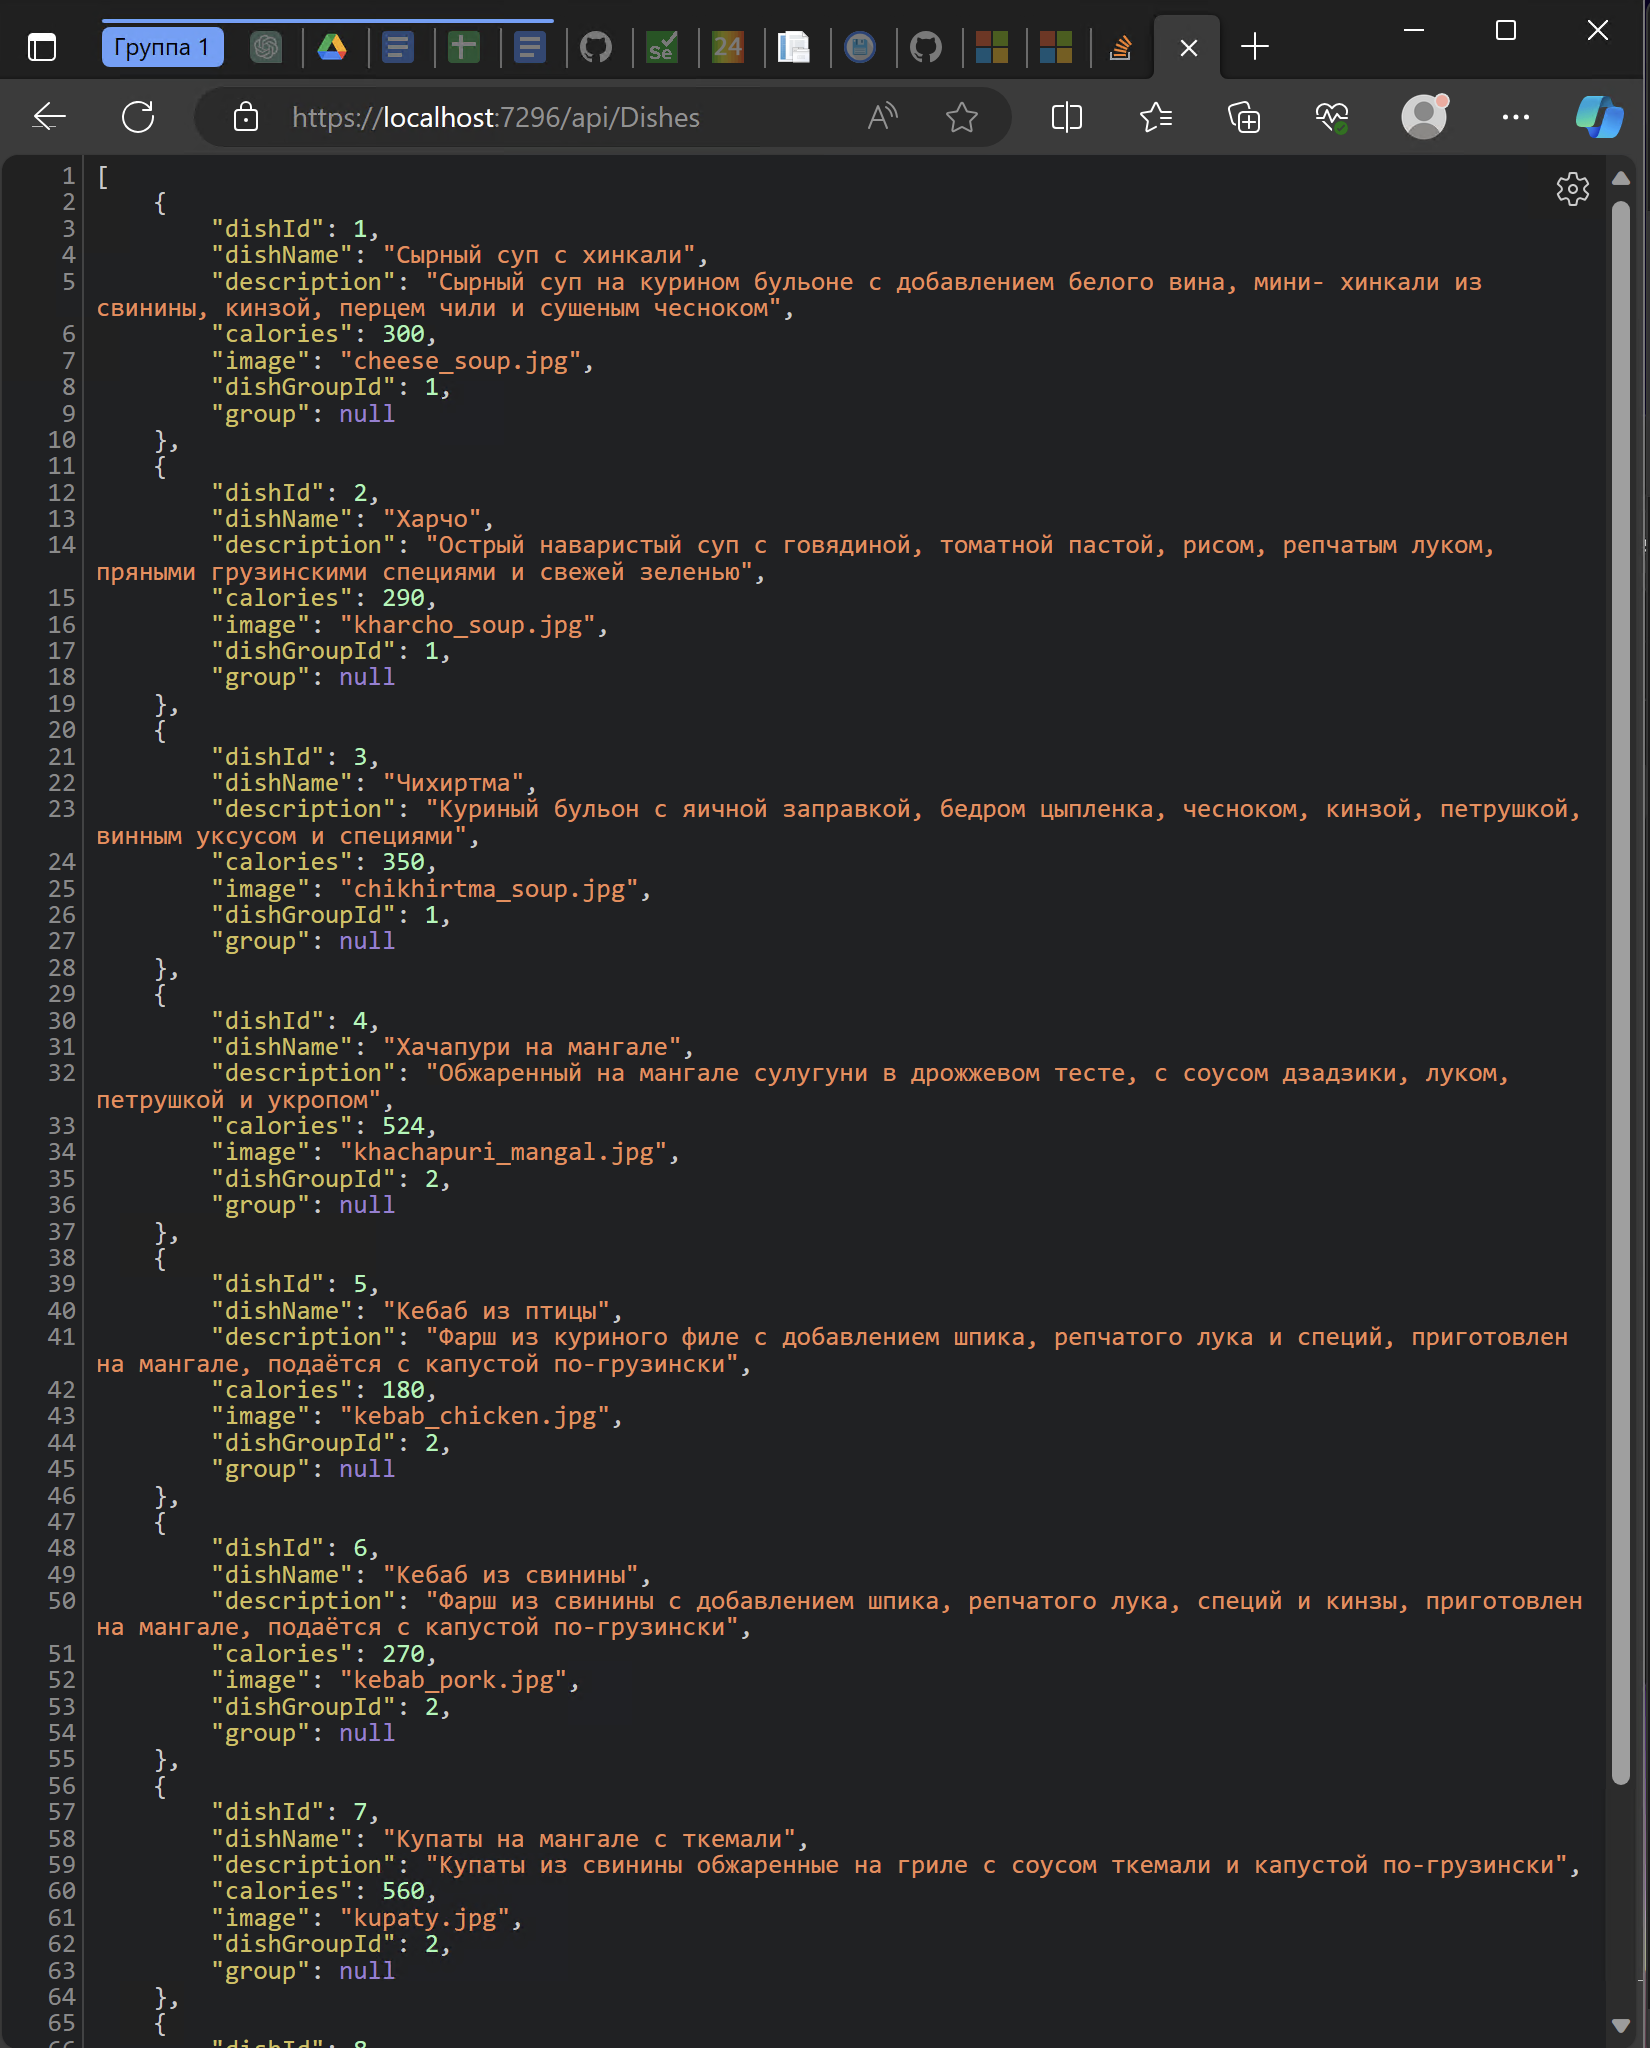 Группа 1
https://localhost:7296/api/Dishes
1 [
2 {
3 "dishId": 1,
4 "dishName": "Сырный суп с хинкали",
5 "description": "Сырный суп на курином бульоне с добавлением белого вина, мини- хинкали из
свинины, кинзой, перцем чили и сушеным чесноком",
6 "calories": 300,
7 "image": "cheese_soup.jpg",
8 "dishGroupId": 1,
9 "group": null
10 },
11 {
12 "dishId": 2,
13 "dishName": "Харчо",
14 "description": "Острый наваристый суп с говядиной, томатной пастой, рисом, репчатым луком,
пряными грузинскими специями и свежей зеленью",
15 "calories": 290,
16 "image": "kharcho_soup.jpg",
17 "dishGroupId": 1,
18 "group": null
19 },
20 {
21 "dishId": 3,
22 "dishName": "Чихиртма",
23 "description": "Куриный бульон с яичной заправкой, бедром цыпленка, чесноком, кинзой, петрушкой,
винным уксусом и специями",
24 "calories": 350,
25 "image": "chikhirtma_soup.jpg",
26 "dishGroupId": 1,
27 "group": null
28 },
29 {
30 "dishId": 4,
31 "dishName": "Хачапури на мангале",
32 "description": "Обжаренный на мангале сулугуни в дрожжевом тесте, с соусом дзадзики, луком,
петрушкой и укропом",
33 "calories": 524,
34 "image": "khachapuri_mangal.jpg",
35 "dishGroupId": 2,
36 "group": null
37 },
38 {
39 "dishId": 5,
40 "dishName": "Кебаб из птицы",
41 "description": "Фарш из куриного филе с добавлением шпика, репчатого лука и специй, приготовлен
на мангале, подаётся с капустой по-грузински",
42 "calories": 180,
43 "image": "kebab_chicken.jpg",
44 "dishGroupId": 2,
45 "group": null
46 },
47 {
48 "dishId": 6,
49 "dishName": "Кебаб из свинины",
50 "description": "Фарш из свинины с добавлением шпика, репчатого лука, специй и кинзы, приготовлен
на мангале, подаётся с капустой по-грузински",
51 "calories": 270,
52 "image": "kebab_pork.jpg",
53 "dishGroupId": 2,
54 "group": null
55 },
56 {
57 "dishId": 7,
58 "dishName": "Купаты на мангале с ткемали",
59 "description": "Купаты из свинины обжаренные на гриле с соусом ткемали и капустой по-грузински",
60 "calories": 560,
61 "image": "kupaty.jpg",
62 "dishGroupId": 2,
63 "group": null
64 },
65 {